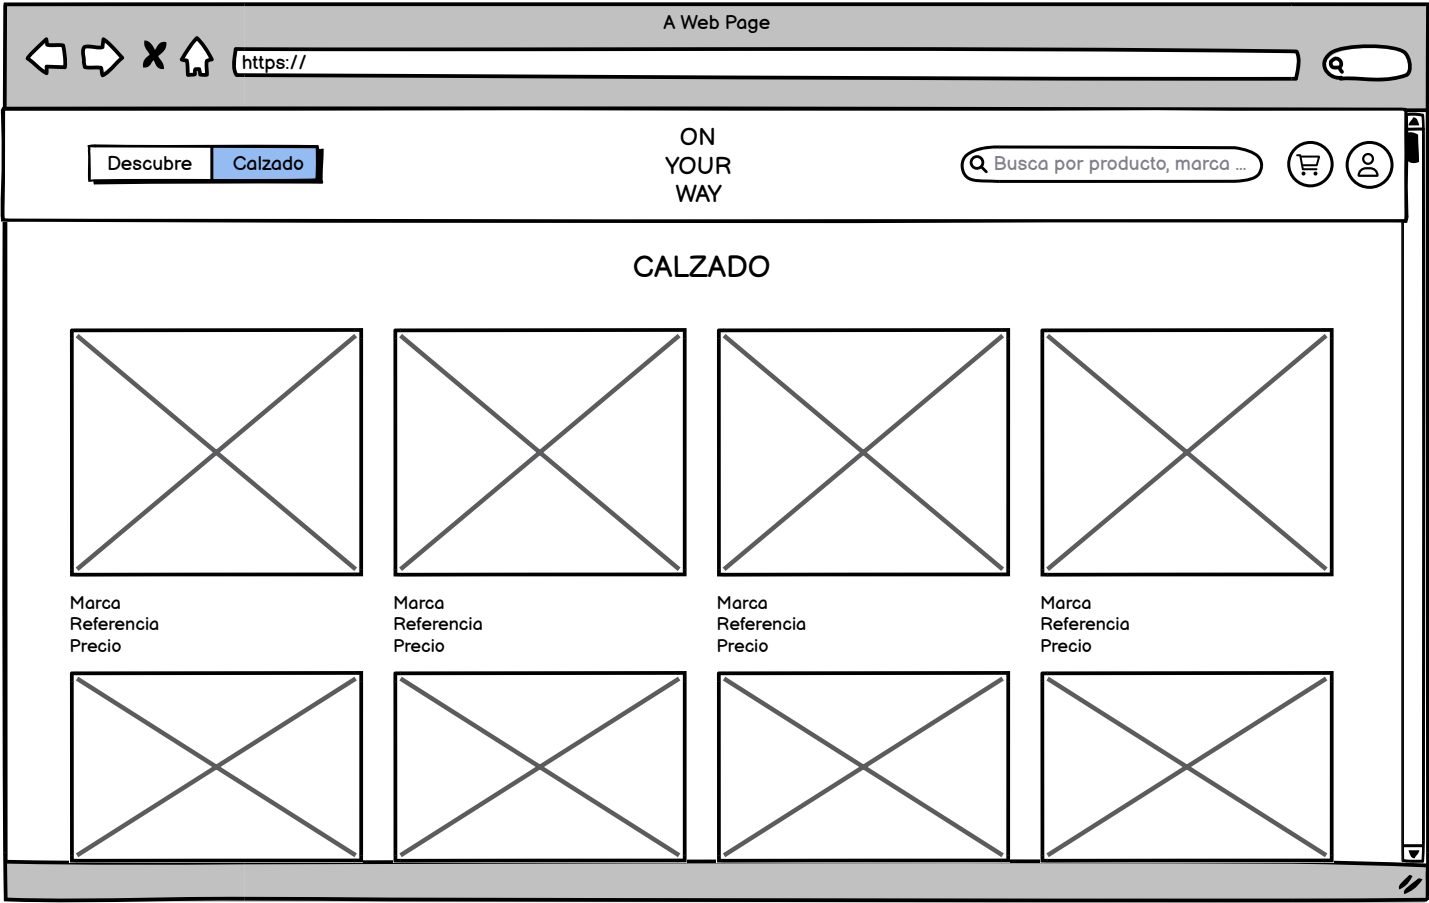 A Web Page
https://
Descubre
Calzado
ON
YOUR
WAY
Busca por producto, marca ...
CALZADO
Marca
Referencia
Precio
Marca
Referencia
Precio
Marca
Referencia
Precio
Marca
Referencia
Precio